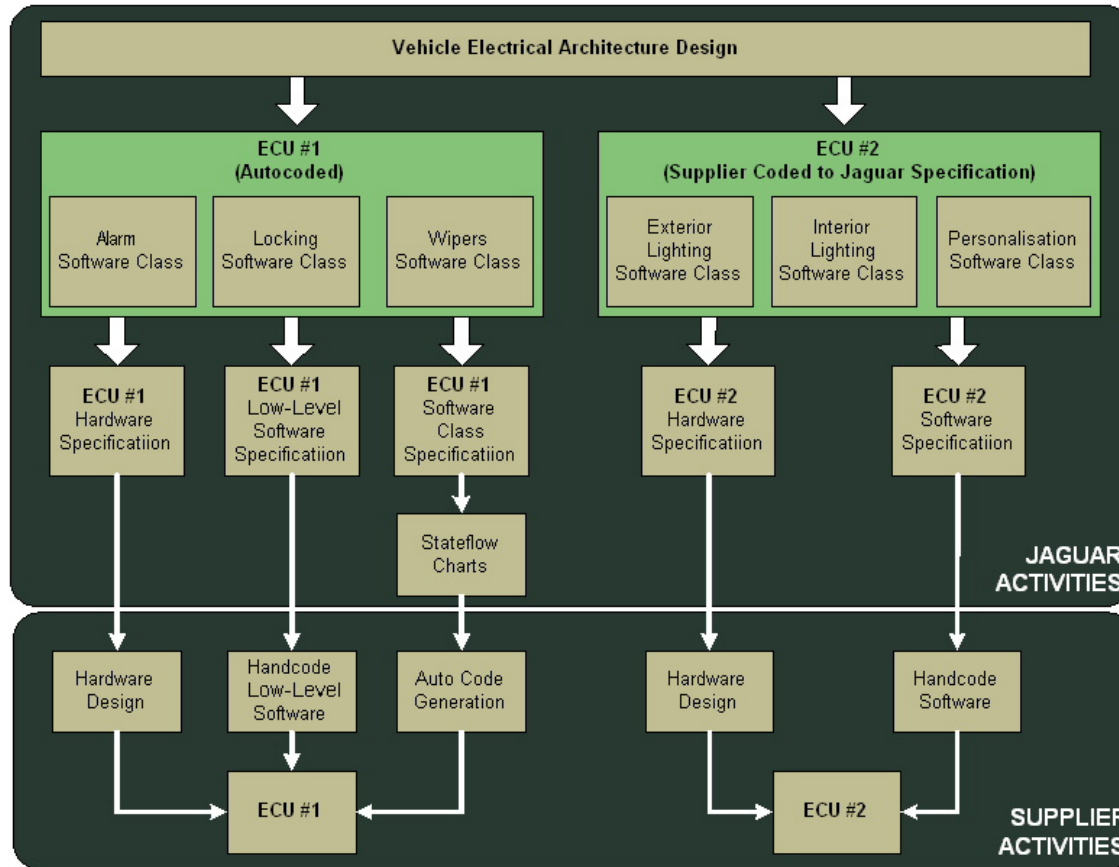 Vehicle Electrical Architecture Design
ECU #1
(Autocoded)
Alarm
Software Class
Locking
Software Class
Wipers
Software Class
ECU #2
(Supplier Coded to Jaguar Specification)
Exterior
Lighting
Software Class
Interior
Lighting
Software Class
Personalisation
Software Class
ECU #1
Hardware
Specificatiion
ECU #1
Low-Level
Software
Specificatiion
ECU #1
Software
Class
Specificatiion
ECU #2
Hardware
Specificatiion
ECU #2
Software
Specificatiion
Stateflow
Charts
JAGUAR
ACTIVITIES
Hardware
Design
Handcode
Low-Level
Software
Auto Code
Generation
Hardware
Design
Handcode
Software
ECU #1
ECU #2
SUPPLIER
ACTIVITIES